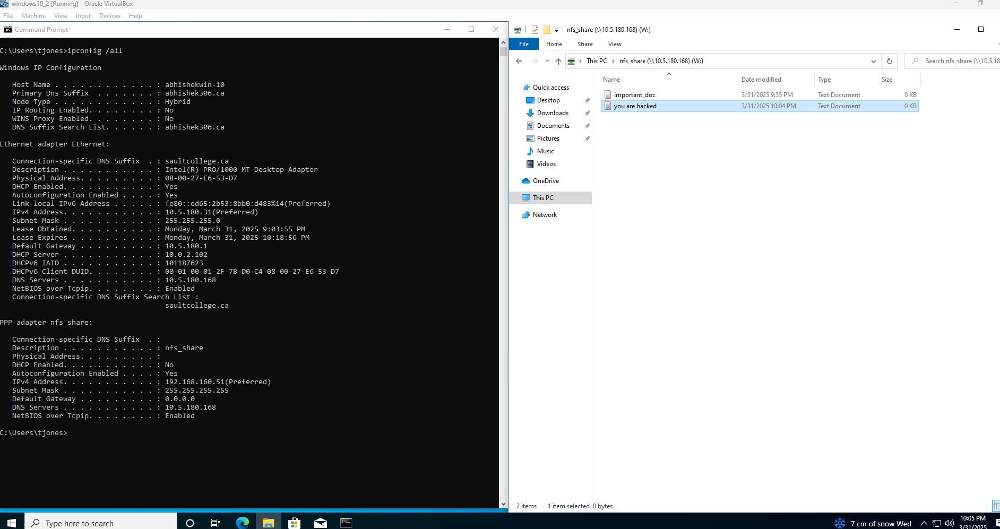 windows10_2 [Running] - Oracle VirtualBox
File Machine View Input Devices Help
Command Prompt
C:\Users\tjones>ipconfig /all
Windows IP Configuration
Host Name . . . . . . . . . . . . : abhishekwin-10
Primary Dns Suffix  . . . . . . . : abhishek306.ca
Node Type . . . . . . . . . . . . : Hybrid
IP Routing Enabled. . . . . . . . : No
WINS Proxy Enabled. . . . . . . . : No
DNS Suffix Search List. . . . . . : abhishek306.ca
Ethernet adapter Ethernet:
Connection-specific DNS Suffix  . : saultcollege.ca
Description . . . . . . . . . . . : Intel(R) PRO/1000 MT Desktop Adapter
Physical Address. . . . . . . . . : 08-00-27-E6-53-D7
DHCP Enabled. . . . . . . . . . . : Yes
Autoconfiguration Enabled . . . . : Yes
Link-local IPv6 Address . . . . . : fe80::ed65:2b53:8bb0:d483%14(Preferred)
IPv4 Address. . . . . . . . . . . : 10.5.180.31(Preferred)
Subnet Mask . . . . . . . . . . . : 255.255.255.0
Lease Obtained. . . . . . . . . . : Monday, March 31, 2025 9:03:55 PM
Lease Expires . . . . . . . . . . : Monday, March 31, 2025 10:18:56 PM
Default Gateway . . . . . . . . . : 10.5.180.1
DHCP Server . . . . . . . . . . . : 10.0.2.102
DHCPv6 IAID . . . . . . . . . . . : 101187623
DHCPv6 Client DUID. . . . . . . . : 00-01-00-01-2F-7B-D0-C4-08-00-27-E6-53-D7
DNS Servers . . . . . . . . . . . : 10.5.180.168
NetBIOS over Tcpip. . . . . . . . : Enabled
Connection-specific DNS Suffix Search List :
saultcollege.ca
PPP adapter nfs_share:
Connection-specific DNS Suffix  . :
Description . . . . . . . . . . . : nfs_share
Physical Address. . . . . . . . . :
DHCP Enabled. . . . . . . . . . . : No
Autoconfiguration Enabled . . . . : Yes
IPv4 Address. . . . . . . . . . . : 192.168.160.51(Preferred)
Subnet Mask . . . . . . . . . . . : 255.255.255.255
Default Gateway . . . . . . . . . : 0.0.0.0
DNS Servers . . . . . . . . . . . : 10.5.180.168
NetBIOS over Tcpip. . . . . . . . : Enabled
C:\Users\tjones>
nfs_share (\\10.5.180.168) (W:)
File Home Share View
This PC > nfs_share (\\10.5.180.168) (W:)
Search nfs_share (\\10.5.18
Name Date modified Type Size
important_doc 3/31/2025 9:35 PM Text Document 0 KB
you are hacked 3/31/2025 10:04 PM Text Document 0 KB
Quick access
Desktop
Downloads
Documents
Pictures
Music
Videos
OneDrive
This PC
Network
2 items 1 item selected 0 bytes
Type here to search
7 cm of snow Wed
10:05 PM
3/31/2025